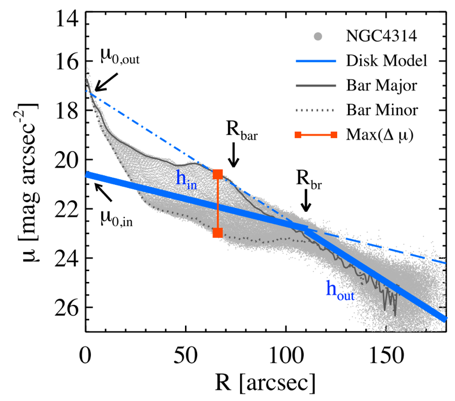 14
16
18
20
22
24
26
μ [mag arcsec⁻²]
μ0,out
μ0,in
hin
Rbar
Rbr
hout
NGC4314
Disk Model
Bar Major
Bar Minor
Max(Δ μ)
0 50 100 150
R [arcsec]